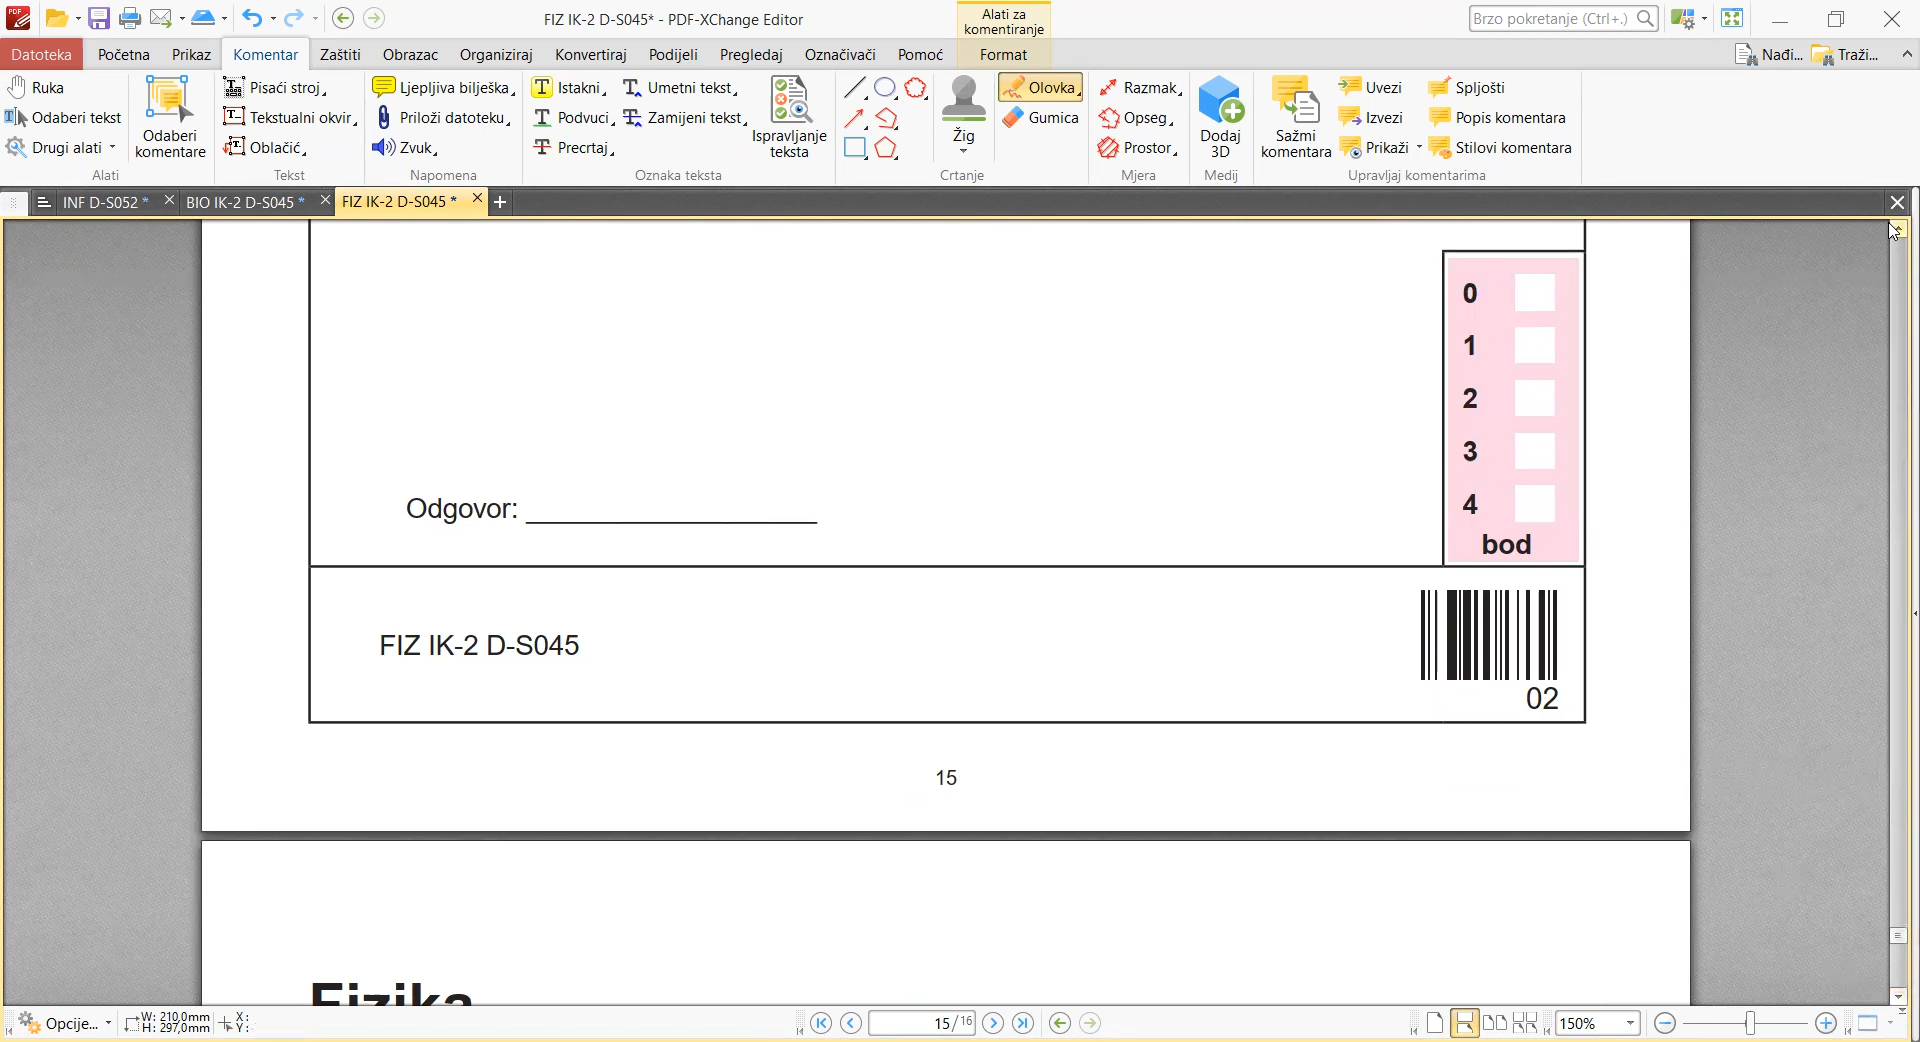 FIZ IK-2 D-S045* - PDF-XChange Editor
Alati za
komentiranje
Brzo pokretanje (Ctrl+.)
Datoteka Početna Prikaz Komentar Zaštiti Obrazac Organiziraj Konvertiraj Podijeli Pregledaj Označivači Pomoć Format Nađi... Traži...
Ruka
Odaberi tekst
Drugi alati
Odaberi
komentare
Alati
Pisaći stroj
Tekstualni okvir
Oblačić
Tekst
Ljepljiva bilješka
Priloži datoteku
Zvuk
Napomena
Istakni
Podvuci
Precrtaj
Umetni tekst
Zamijeni tekst
Ispravljanje
teksta
Oznaka teksta
Crtanje
Žig
Olovka
Gumica
Razmak
Opseg
Prostor
Mjera
Dodaj
3D
Medij
Sažmi
komentara
Uvezi
Izvezi
Prikaži
Spljošti
Popis komentara
Stilovi komentara
Upravljaj komentarima
INF D-S052 * BIO IK-2 D-S045 * FIZ IK-2 D-S045 *
0
1
2
3
4
bod
Odgovor: ____________________
FIZ IK-2 D-S045
02
15
Fizika
Opcije... W: 210,0mm X:
H: 297,0mm Y:
15/16
150%